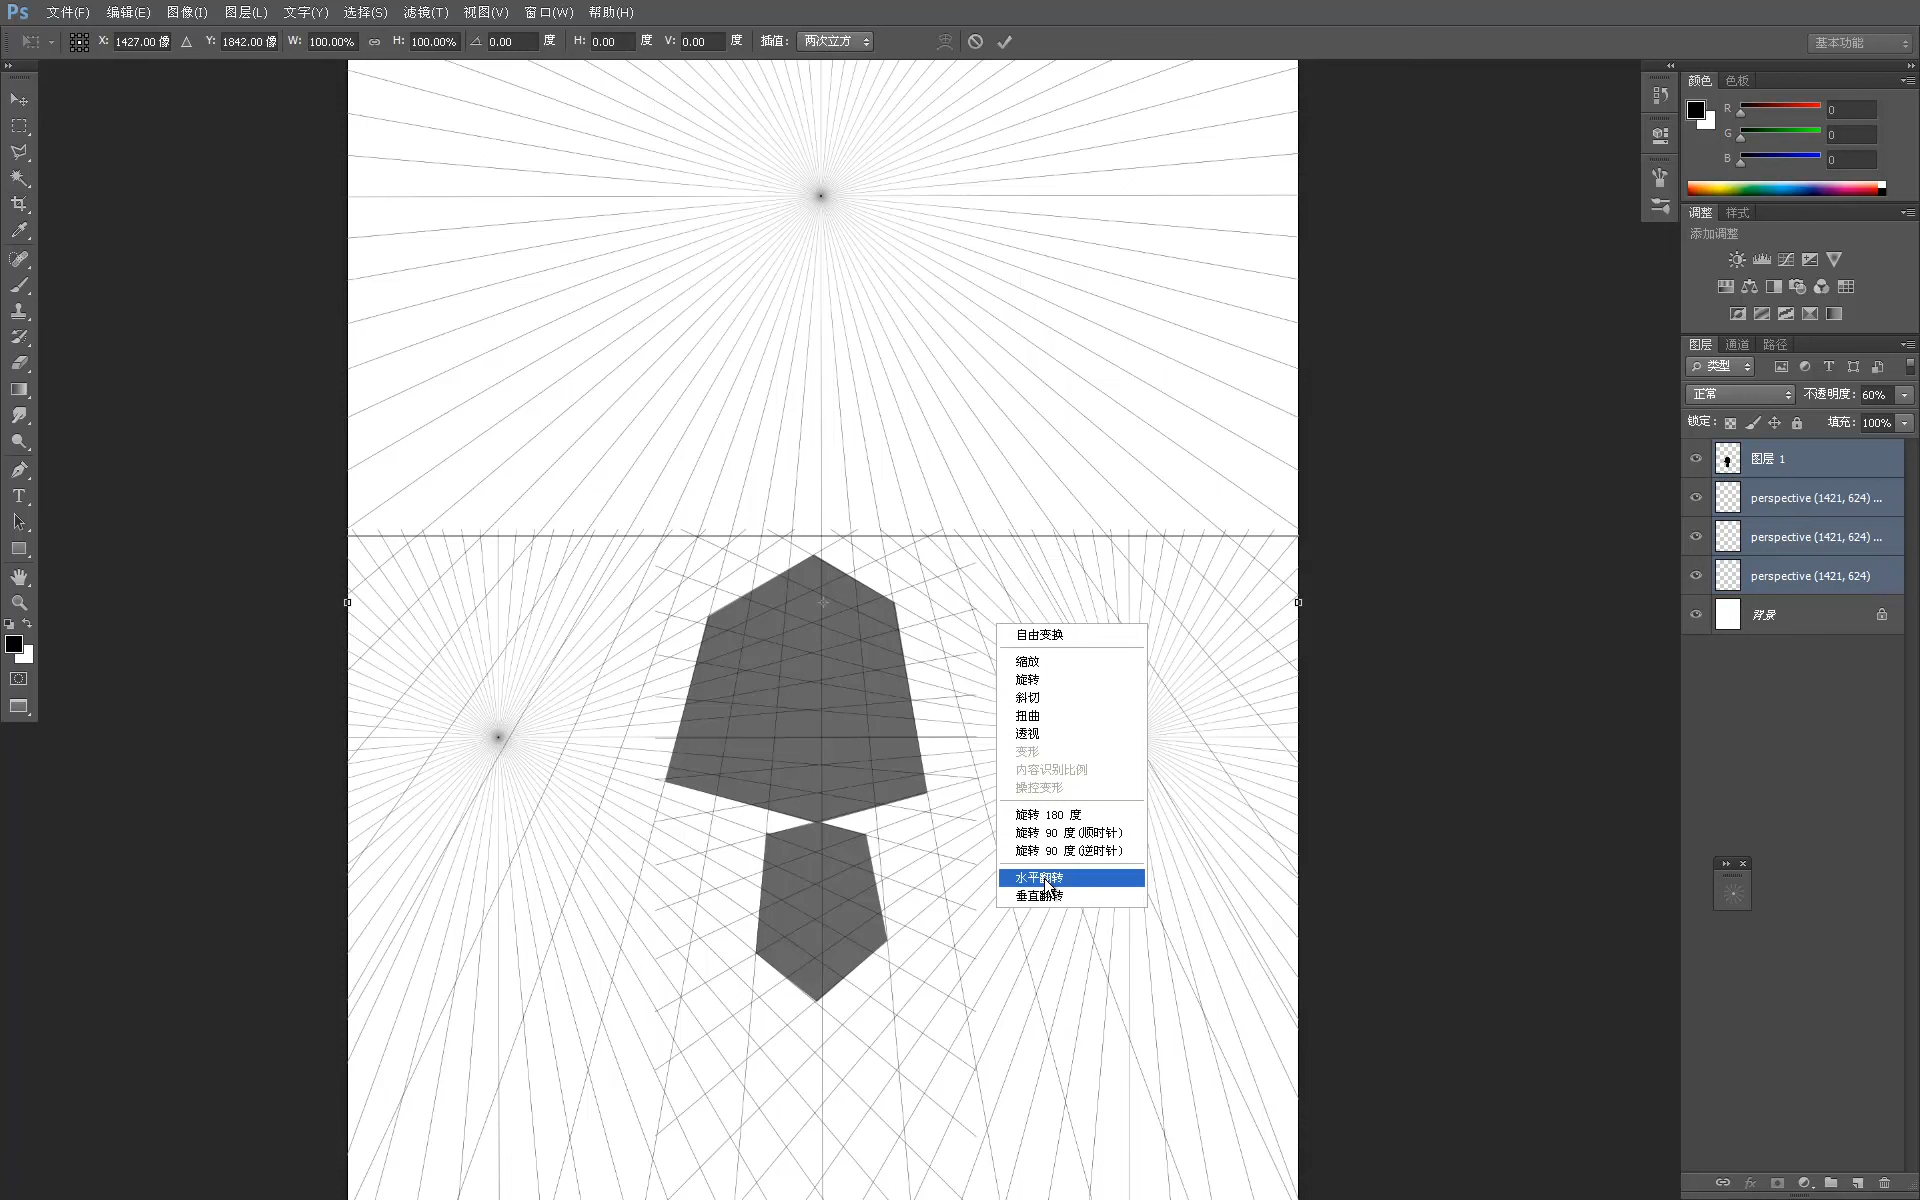 Ps 文件(F) 编辑(E) 图像(I) 图层(L) 文字(Y) 选择(S) 滤镜(T) 视图(V) 窗口(W) 帮助(H)
X: 1427.00 像 Y: 1842.00 像 W: 100.00% H: 100.00% 0.00 度 H: 0.00 度 V: 0.00 度 插值: 两次立方 基本功能
颜色 色板
R 0
G 0
B 0
调整 样式
添加调整
图层 通道 路径
类型
正常 不透明度: 60%
锁定: 填充: 100%
图层 1
perspective (1421, 624) ...
perspective (1421, 624) ...
perspective (1421, 624)
背景
自由变换
缩放
旋转
斜切
扭曲
透视
变形
内容识别比例
操控变形
旋转 180 度
旋转 90 度(顺时针)
旋转 90 度(逆时针)
水平翻转
垂直翻转